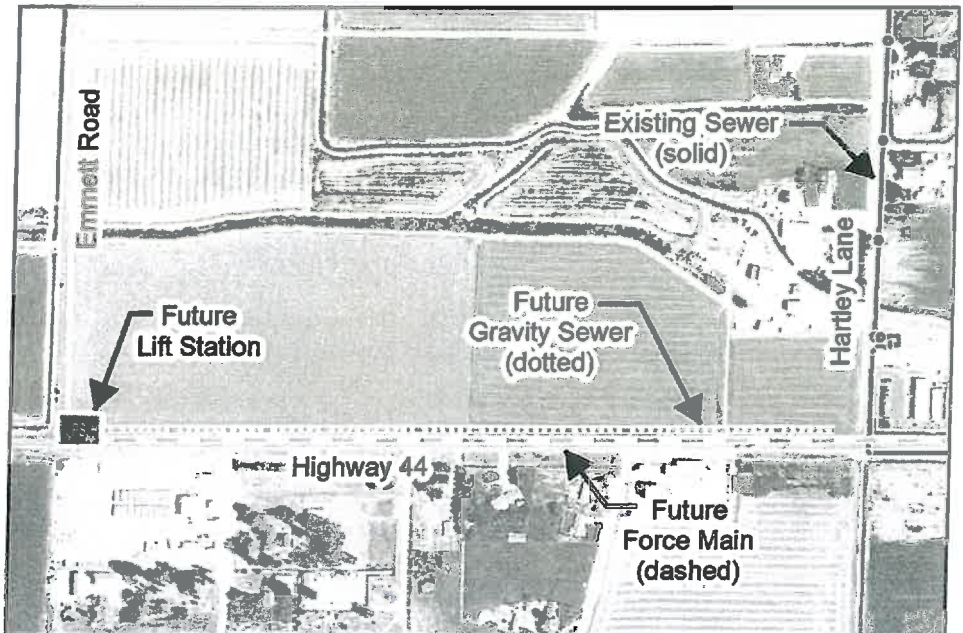 Emmett Road
Existing Sewer
(solid)
Hartley Lane
Future
Lift Station
Future
Gravity Sewer
(dotted)
Highway 44
Future
Force Main
(dashed)